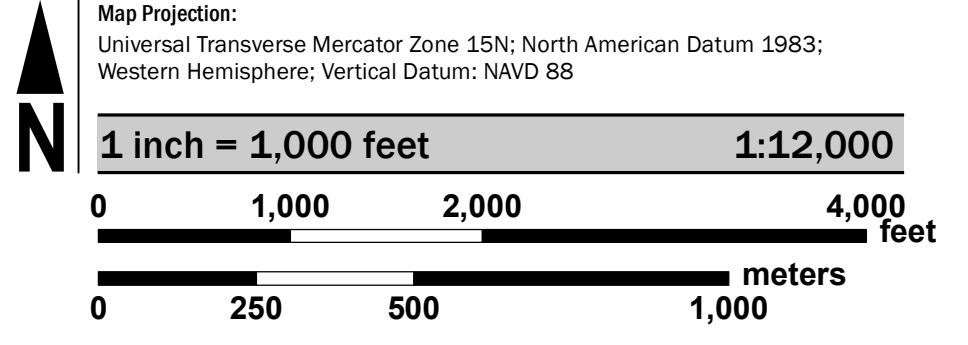 N
Map Projection:
Universal Transverse Mercator Zone 15N; North American Datum 1983;
Western Hemisphere; Vertical Datum: NAVD 88
1 inch = 1,000 feet 1:12,000
0 1,000 2,000 4,000
feet
meters
0 250 500 1,000